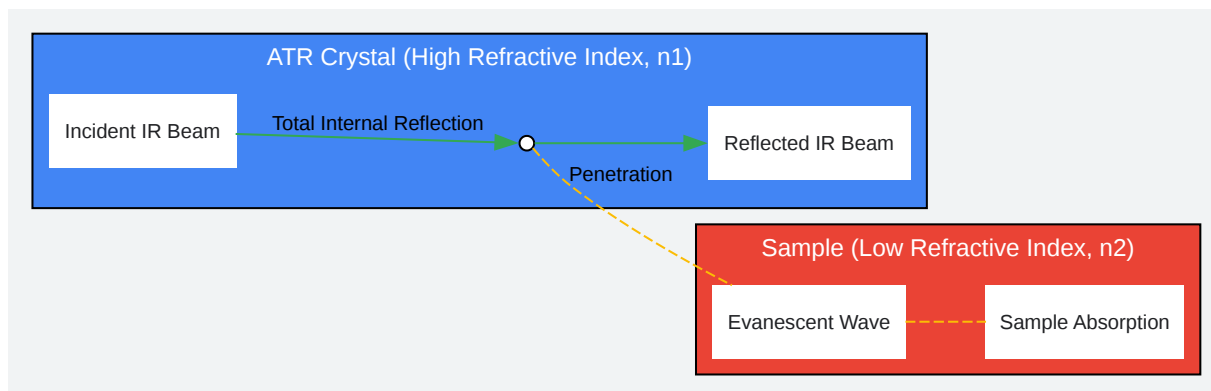 ATR Crystal (High Refractive Index, n1)
Incident IR Beam
Total Internal Reflection
Reflected IR Beam
Penetration
Sample (Low Refractive Index, n2)
Evanescent Wave
Sample Absorption